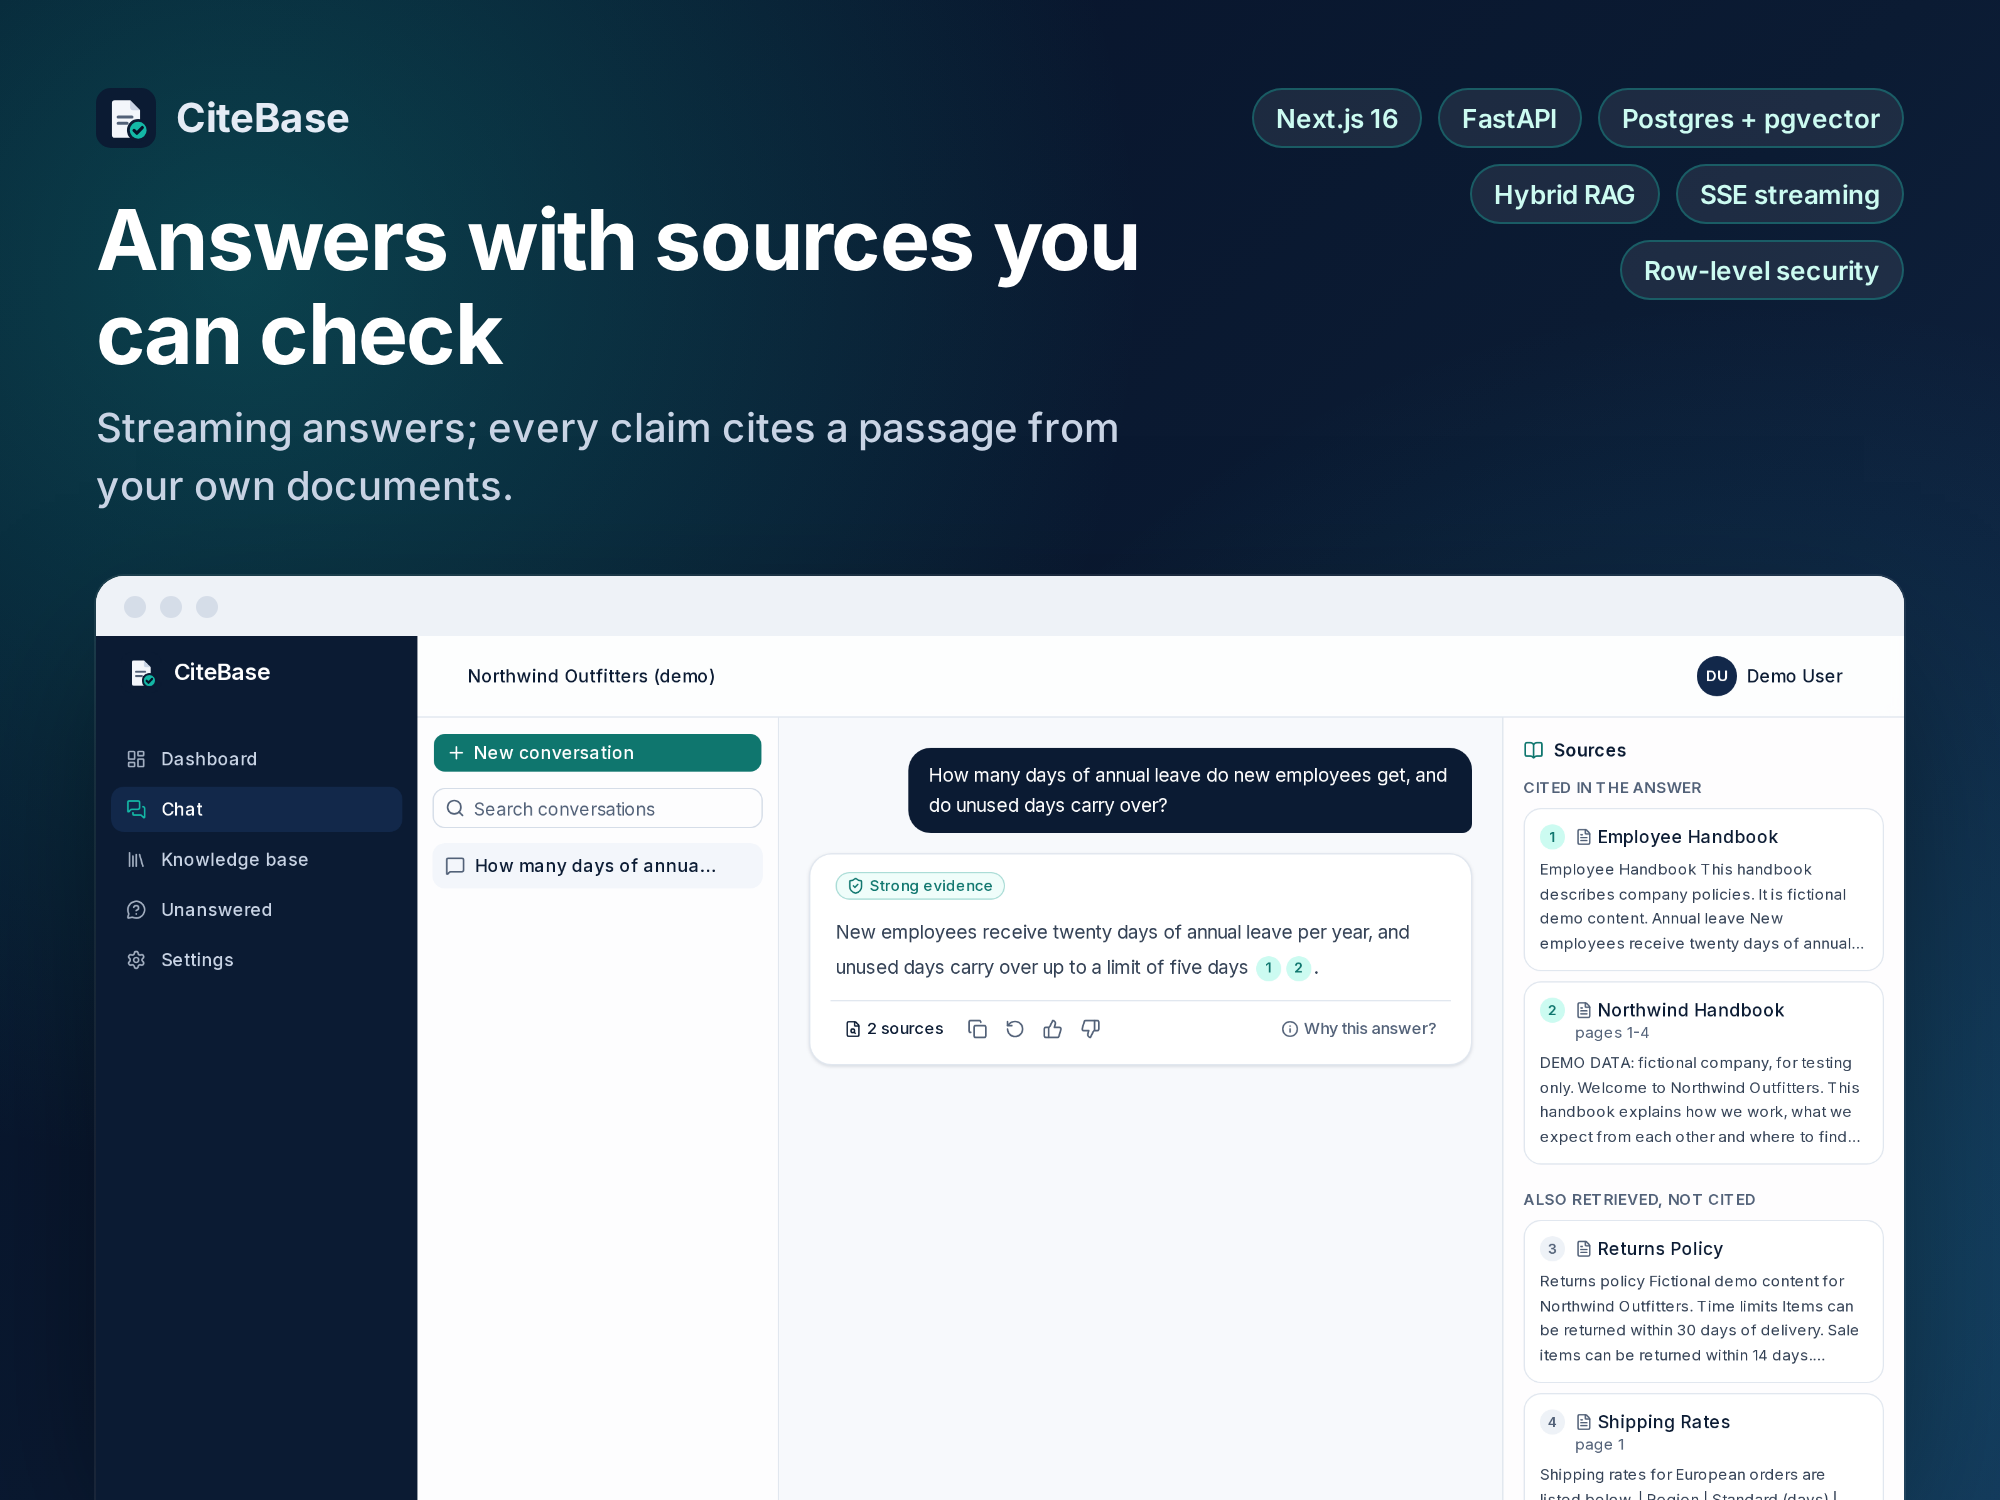 CiteBase
Next.js 16
FastAPI
Postgres + pgvector
Hybrid RAG
SSE streaming
Row-level security
Answers with sources you
can check
Streaming answers; every claim cites a passage from
your own documents.
CiteBase
Dashboard
Chat
Knowledge base
Unanswered
Settings
Northwind Outfitters (demo)
DU
Demo User
New conversation
Search conversations
How many days of annua...
How many days of annual leave do new employees get, and
do unused days carry over?
Strong evidence
New employees receive twenty days of annual leave per year, and
unused days carry over up to a limit of five days 1 2 .
2 sources
Why this answer?
Sources
CITED IN THE ANSWER
1 Employee Handbook
Employee Handbook This handbook
describes company policies. It is fictional
demo content. Annual leave New
employees receive twenty days of annual...
2 Northwind Handbook
pages 1-4
DEMO DATA: fictional company, for testing
only. Welcome to Northwind Outfitters. This
handbook explains how we work, what we
expect from each other and where to find...
ALSO RETRIEVED, NOT CITED
3 Returns Policy
Returns policy Fictional demo content for
Northwind Outfitters. Time limits Items can
be returned within 30 days of delivery. Sale
items can be returned within 14 days....
4 Shipping Rates
page 1
Shipping rates for European orders are
listed below. | Region | Standard (days) |